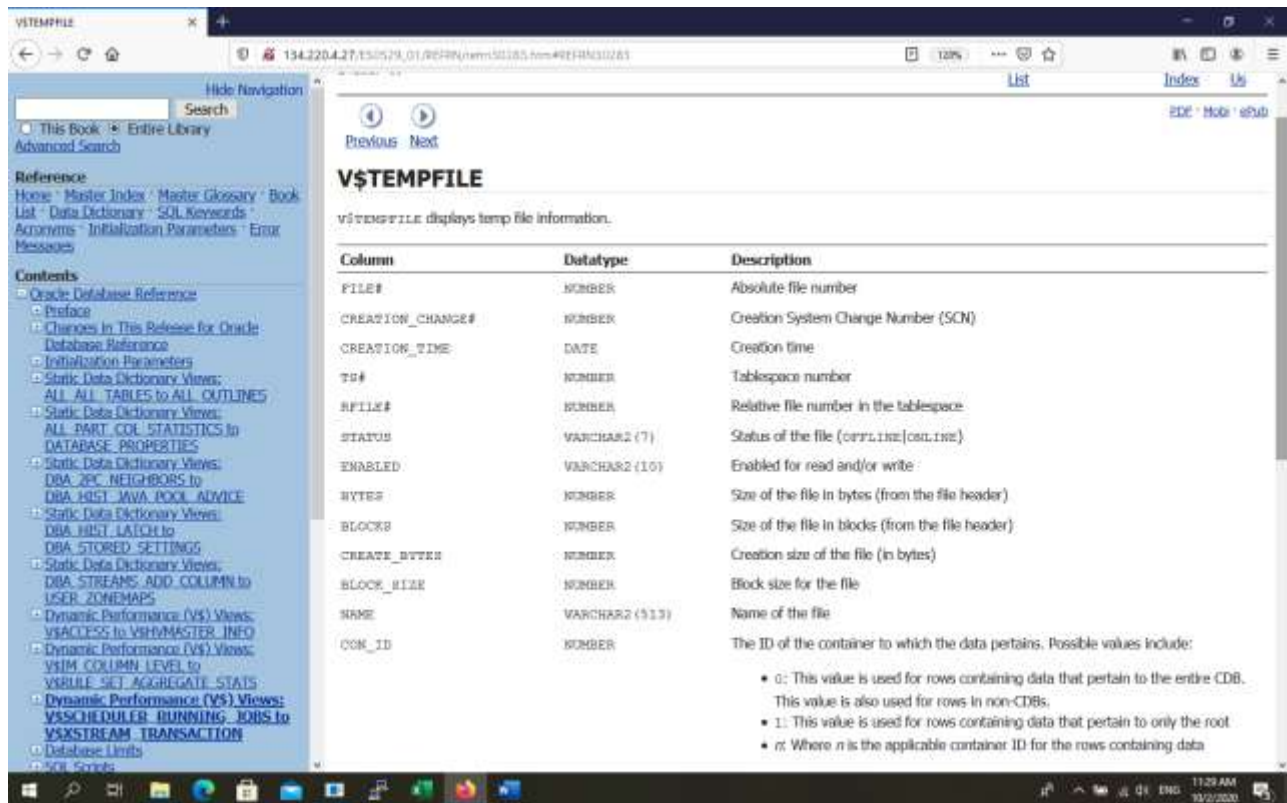 V$TEMPFILE
120%
Hide Navigation
Search
This Book Entire Library
Advanced Search
Reference
Home Master Index Master Glossary Book
List Data Dictionary SQL Keywords
Acronyms Initialization Parameters Error
Messages
Contents
Oracle Database Reference
Preface
Changes In This Release for Oracle
Database Reference
Initialization Parameters
Static Data Dictionary Views:
ALL_ALL_TABLES to ALL_OUTLINES
Static Data Dictionary Views:
ALL_PART_COL_STATISTICS to
DATABASE_PROPERTIES
Static Data Dictionary Views:
DBA_2PC_NEIGHBORS to
DBA_HIST_JAVA_POOL_ADVICE
Static Data Dictionary Views:
DBA_HIST_LATCH to
DBA_STORED_SETTINGS
Static Data Dictionary Views:
DBA_STREAMS_ADD_COLUMN to
USER_ZONEMAPS
Dynamic Performance (V$) Views:
V$ACCESS to V$HVMASTER_INFO
Dynamic Performance (V$) Views:
V$IM_COLUMN_LEVEL to
V$RULE_SET_AGGREGATE_STATS
Dynamic Performance (V$) Views:
V$SCHEDULER_RUNNING_JOBS to
V$XSTREAM_TRANSACTION
Database Limits
SQL Scripts
List Index Us
Previous Next
PDF · Mobi · ePub
V$TEMPFILE
V$TEMPFILE displays temp file information.
Column Datatype Description
FILE# NUMBER Absolute file number
CREATION_CHANGE# NUMBER Creation System Change Number (SCN)
CREATION_TIME DATE Creation time
TS# NUMBER Tablespace number
RFILE# NUMBER Relative file number in the tablespace
STATUS VARCHAR2(7) Status of the file (OFFLINE|ONLINE)
ENABLED VARCHAR2(10) Enabled for read and/or write
BYTES NUMBER Size of the file in bytes (from the file header)
BLOCKS NUMBER Size of the file in blocks (from the file header)
CREATE_BYTES NUMBER Creation size of the file (in bytes)
BLOCK_SIZE NUMBER Block size for the file
NAME VARCHAR2(513) Name of the file
CON_ID NUMBER The ID of the container to which the data pertains. Possible values include:
• 0: This value is used for rows containing data that pertain to the entire CDB.
This value is also used for rows in non-CDBs.
• 1: This value is used for rows containing data that pertain to only the root
• n: Where n is the applicable container ID for the rows containing data
ENG
11:29 AM
10/2/2020